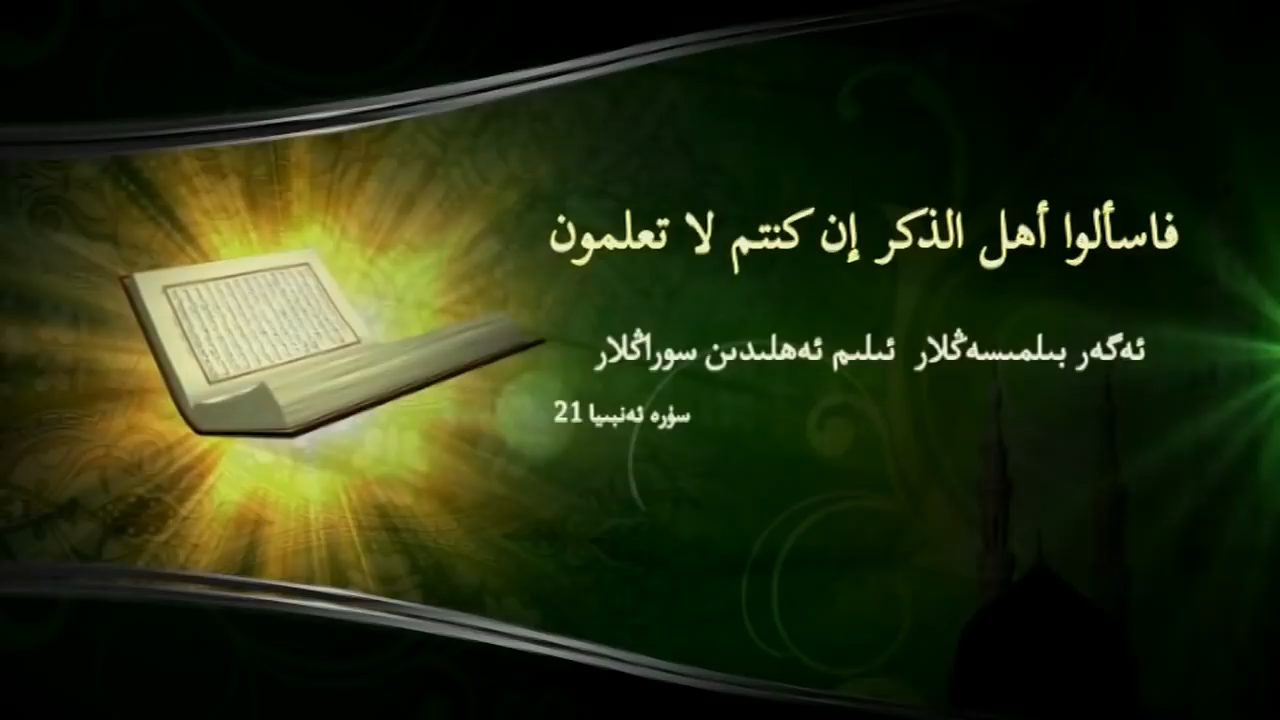 فاسألوا أهل الذكر إن كنتم لا تعلمون
ئەگەر بىلمىسەڭلار ئىلىم ئەھلىدىن سوراڭلار
سۈرە ئەنبىيا 21